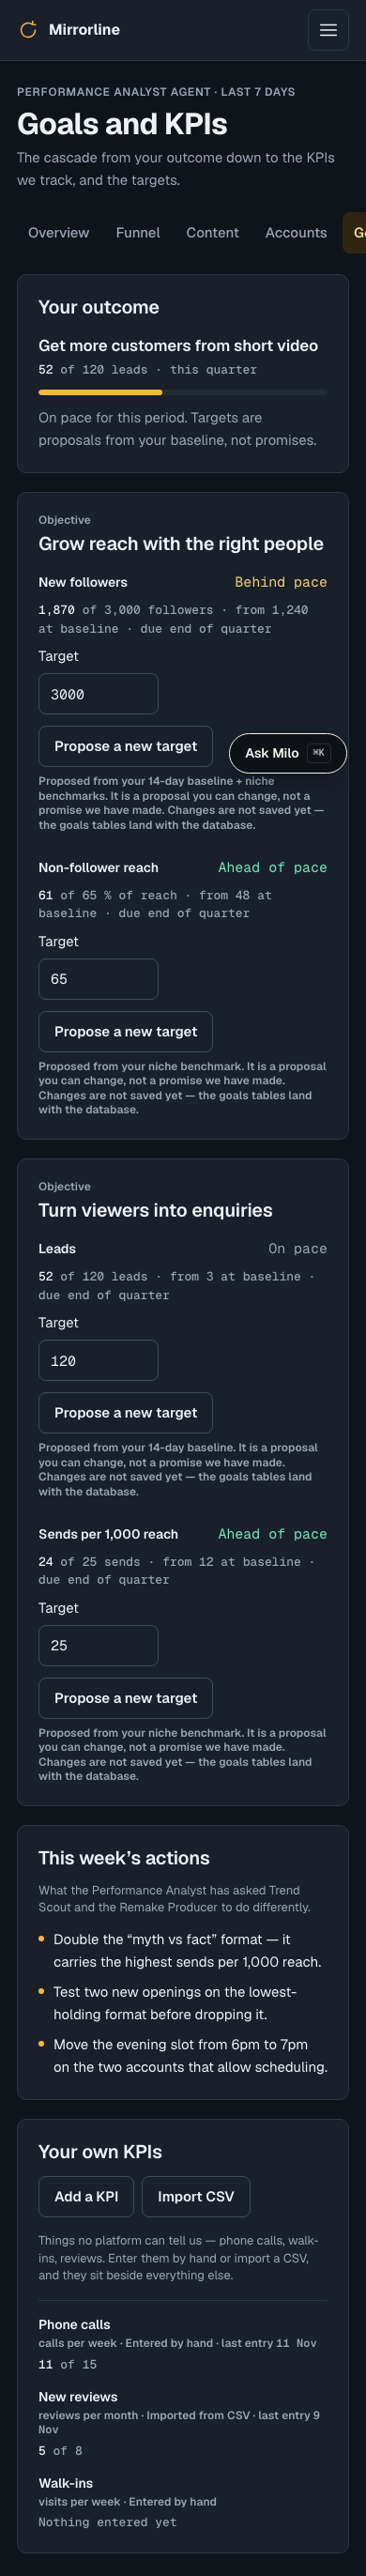 Mirrorline
PERFORMANCE ANALYST AGENT · LAST 7 DAYS
Goals and KPIs
The cascade from your outcome down to the KPIs
we track, and the targets.
Overview Funnel Content Accounts
Your outcome
Get more customers from short video
52 of 120 leads · this quarter
On pace for this period. Targets are
proposals from your baseline, not promises.
Objective
Grow reach with the right people
New followers Behind pace
1,870 of 3,000 followers · from 1,240
at baseline · due end of quarter
Target
3000
Propose a new target
Ask Milo ⌘K
Proposed from your 14-day baseline + niche
benchmarks. It is a proposal you can change, not a
promise we have made. Changes are not saved yet —
the goals tables land with the database.
Non-follower reach Ahead of pace
61 of 65 % of reach · from 48 at
baseline · due end of quarter
Target
65
Propose a new target
Proposed from your niche benchmark. It is a proposal
you can change, not a promise we have made.
Changes are not saved yet — the goals tables land
with the database.
Objective
Turn viewers into enquiries
Leads On pace
52 of 120 leads · from 3 at baseline ·
due end of quarter
Target
120
Propose a new target
Proposed from your 14-day baseline. It is a proposal
you can change, not a promise we have made.
Changes are not saved yet — the goals tables land
with the database.
Sends per 1,000 reach Ahead of pace
24 of 25 sends · from 12 at baseline ·
due end of quarter
Target
25
Propose a new target
Proposed from your niche benchmark. It is a proposal
you can change, not a promise we have made.
Changes are not saved yet — the goals tables land
with the database.
This week’s actions
What the Performance Analyst has asked Trend
Scout and the Remake Producer to do differently.
Double the “myth vs fact” format — it
carries the highest sends per 1,000 reach.
Test two new openings on the lowest-
holding format before dropping it.
Move the evening slot from 6pm to 7pm
on the two accounts that allow scheduling.
Your own KPIs
Add a KPI Import CSV
Things no platform can tell us — phone calls, walk-
ins, reviews. Enter them by hand or import a CSV,
and they sit beside everything else.
Phone calls
calls per week · Entered by hand · last entry 11 Nov
11 of 15
New reviews
reviews per month · Imported from CSV · last entry 9
Nov
5 of 8
Walk-ins
visits per week · Entered by hand
Nothing entered yet